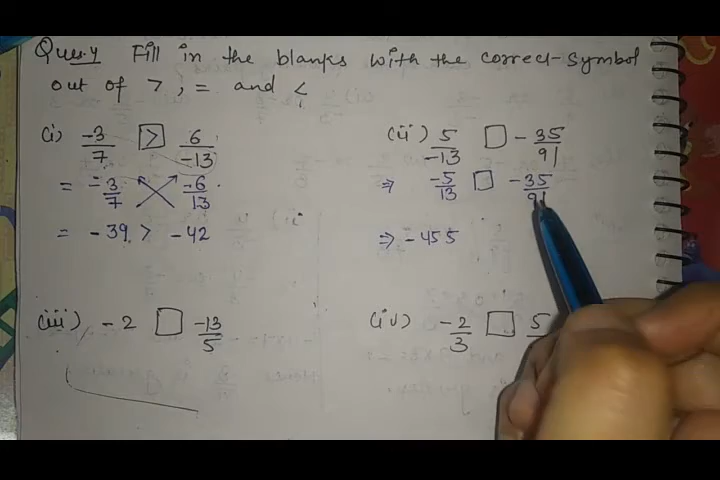 Ques.4 Fill in the blanks with the correct symbol
out of >, = and <
(i) -3/7 [>] 6/-13
= -3/7 -6/13
= -39 > -42
(ii) 5/-13 □ -35/91
⇒ -5/13 □ -35/91
⇒ -455
(iii) -2 □ -13/5
(iv) -2/3 □ 5